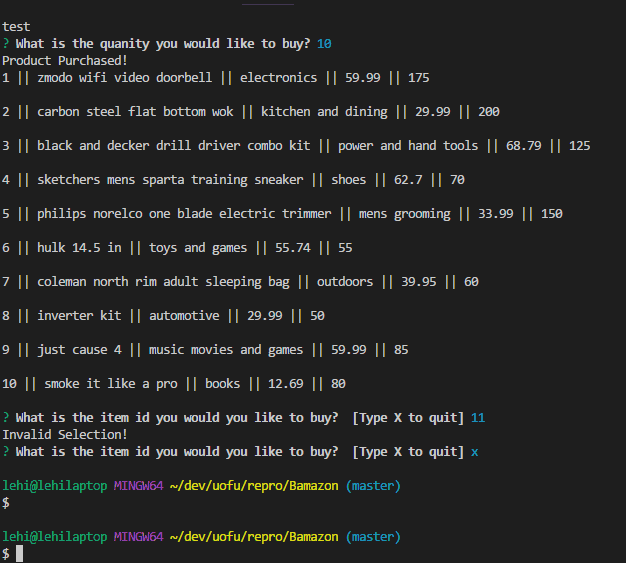 test
? What is the quanity you would like to buy? 10
Product Purchased!
1 || zmodo wifi video doorbell || electronics || 59.99 || 175
2 || carbon steel flat bottom wok || kitchen and dining || 29.99 || 200
3 || black and decker drill driver combo kit || power and hand tools || 68.79 || 125
4 || sketchers mens sparta training sneaker || shoes || 62.7 || 70
5 || philips norelco one blade electric trimmer || mens grooming || 33.99 || 150
6 || hulk 14.5 in || toys and games || 55.74 || 55
7 || coleman north rim adult sleeping bag || outdoors || 39.95 || 60
8 || inverter kit || automotive || 29.99 || 50
9 || just cause 4 || music movies and games || 59.99 || 85
10 || smoke it like a pro || books || 12.69 || 80
? What is the item id you would you like to buy?  [Type X to quit] 11
Invalid Selection!
? What is the item id you would you like to buy?  [Type X to quit] x
lehi@lehilaptop MINGW64 ~/dev/uofu/repro/Bamazon (master)
$
lehi@lehilaptop MINGW64 ~/dev/uofu/repro/Bamazon (master)
$